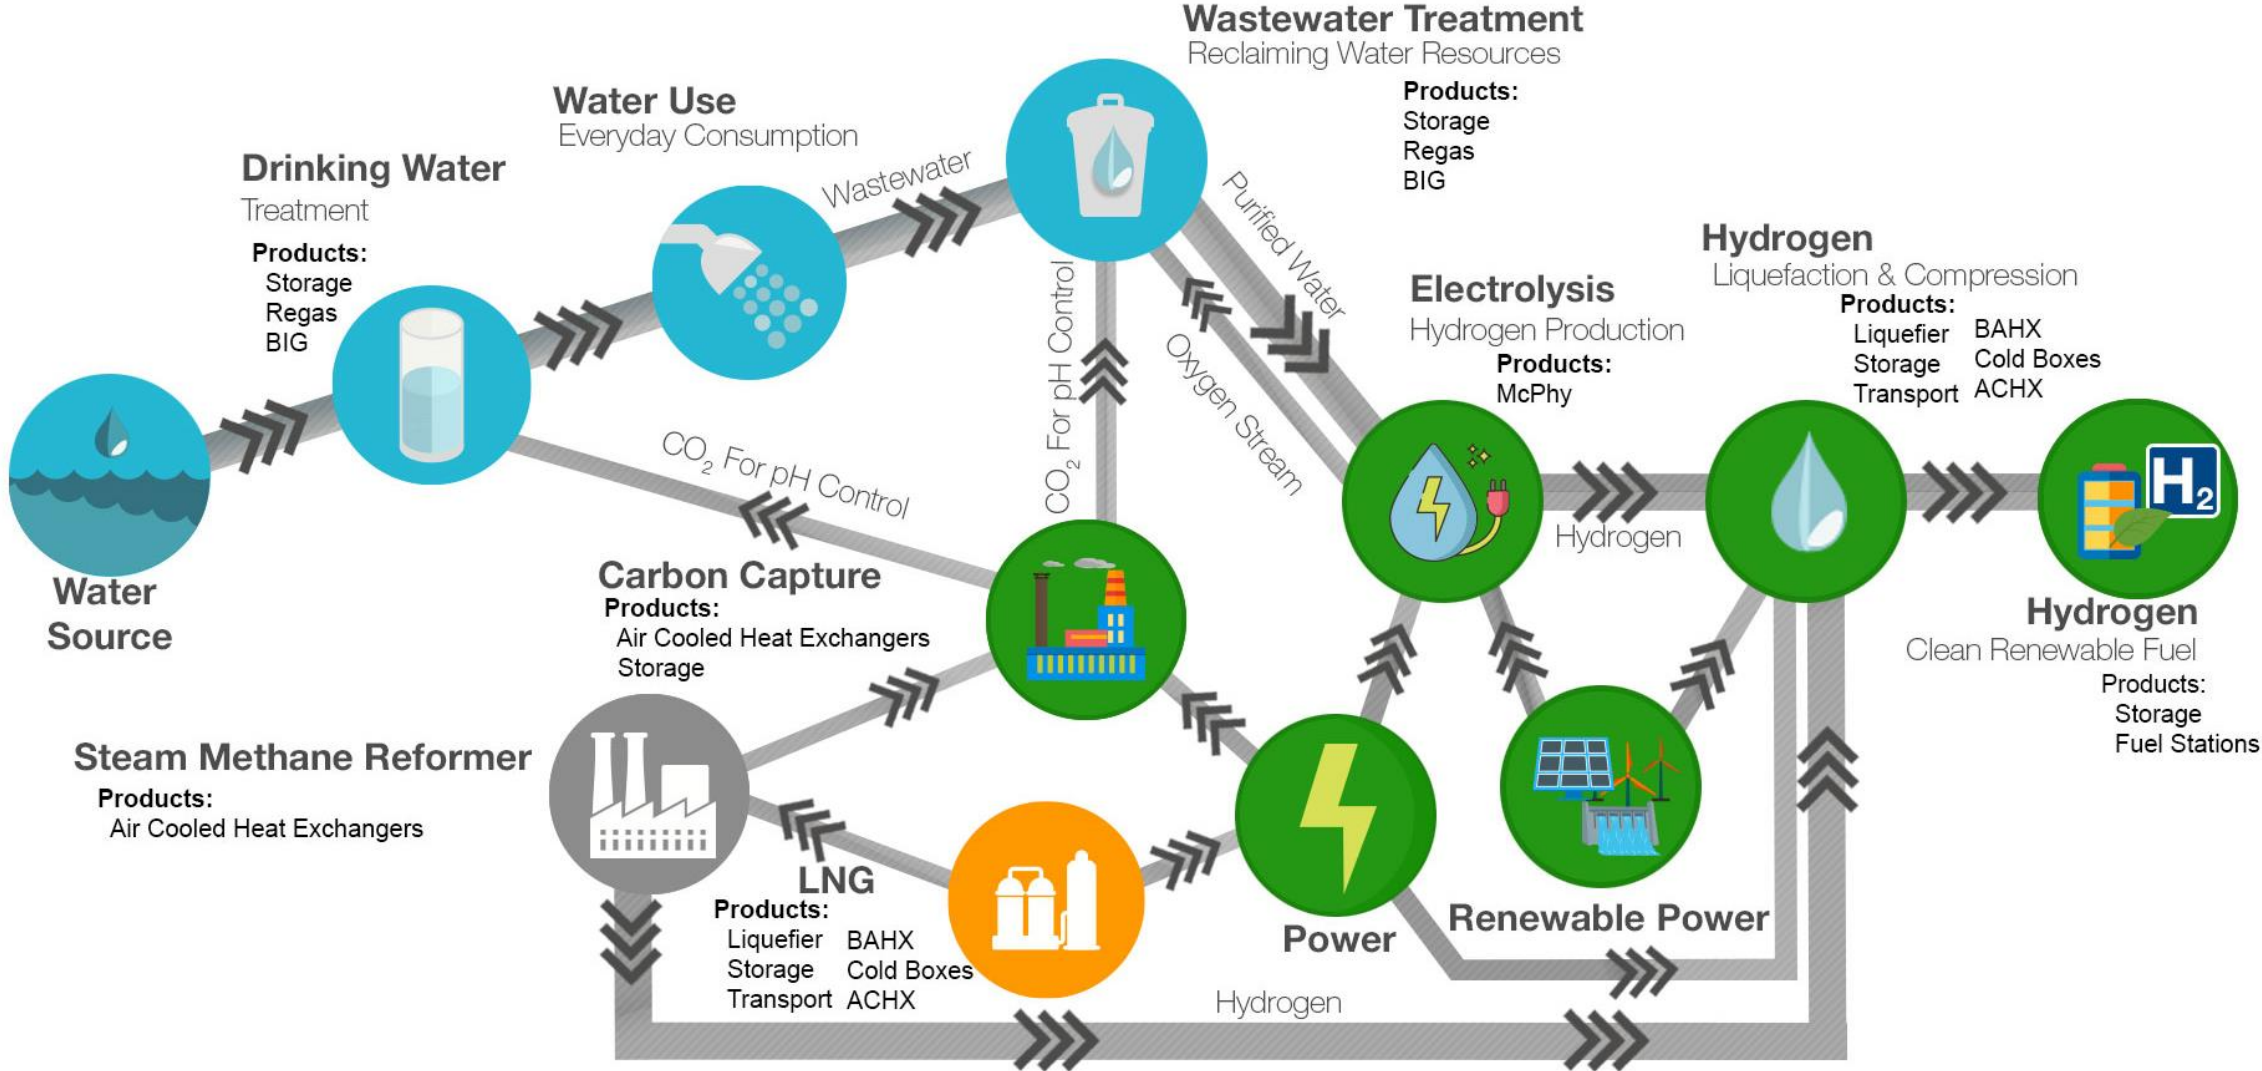 Wastewater Treatment
Reclaiming Water Resources
Products:
Storage
Regas
BIG
Water Use
Everyday Consumption
Wastewater
Drinking Water
Treatment
Products:
Storage
Regas
BIG
Water
Source
Purified Water
Oxygen Stream
CO2 For pH Control
CO2 For pH Control
Electrolysis
Hydrogen Production
Products:
McPhy
Hydrogen
Hydrogen
Liquefaction & Compression
Products:
Liquefier BAHX
Storage Cold Boxes
Transport ACHX
H2
Hydrogen
Clean Renewable Fuel
Products:
Storage
Fuel Stations
Carbon Capture
Products:
Air Cooled Heat Exchangers
Storage
Steam Methane Reformer
Products:
Air Cooled Heat Exchangers
LNG
Products:
Liquefier BAHX
Storage Cold Boxes
Transport ACHX
Power
Renewable Power
Hydrogen